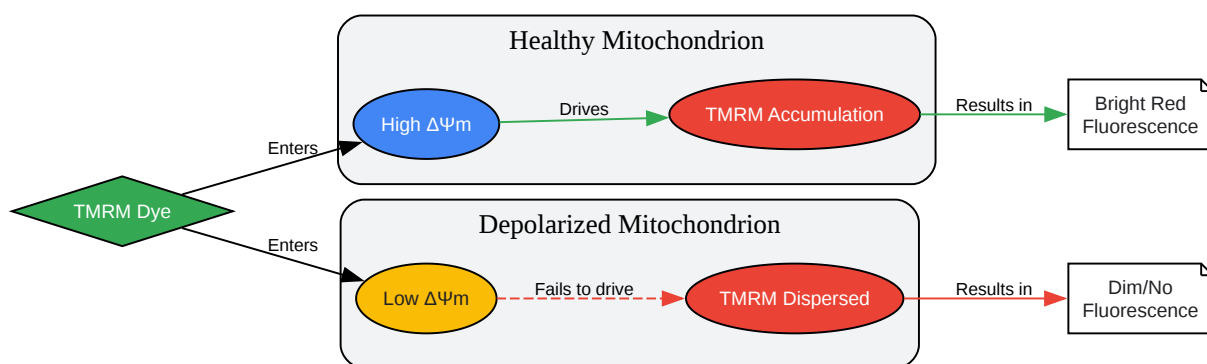 Healthy Mitochondrion
TMRM Dye
Enters
High ΔΨm
Drives
TMRM Accumulation
Results in
Bright Red
Fluorescence
Depolarized Mitochondrion
Enters
Low ΔΨm
Fails to drive
TMRM Dispersed
Results in
Dim/No
Fluorescence